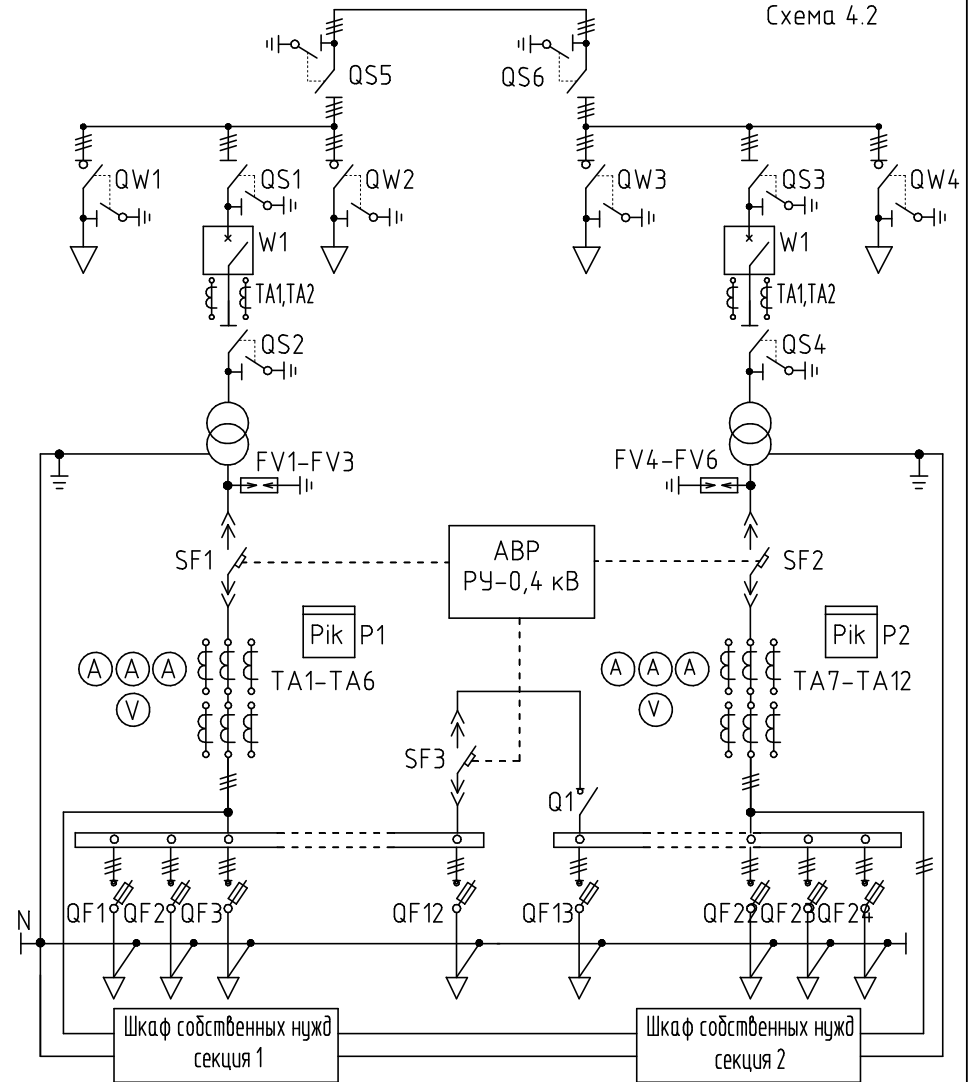 Схема 4.2
QS5
QS6
QW1
QS1
QW2
QW3
QS3
QW4
W1
W1
TA1,TA2
TA1,TA2
QS2
QS4
FV1-FV3
FV4-FV6
SF1
АВР
РУ-0,4 кВ
SF2
Pik
P1
Pik
P2
A
A
A
TA1-TA6
A
A
A
TA7-TA12
V
V
SF3
Q1
QF1
QF2
QF3
QF12
QF13
QF22
QF23
QF24
N
Шкаф собственных нужд
секция 1
Шкаф собственных нужд
секция 2